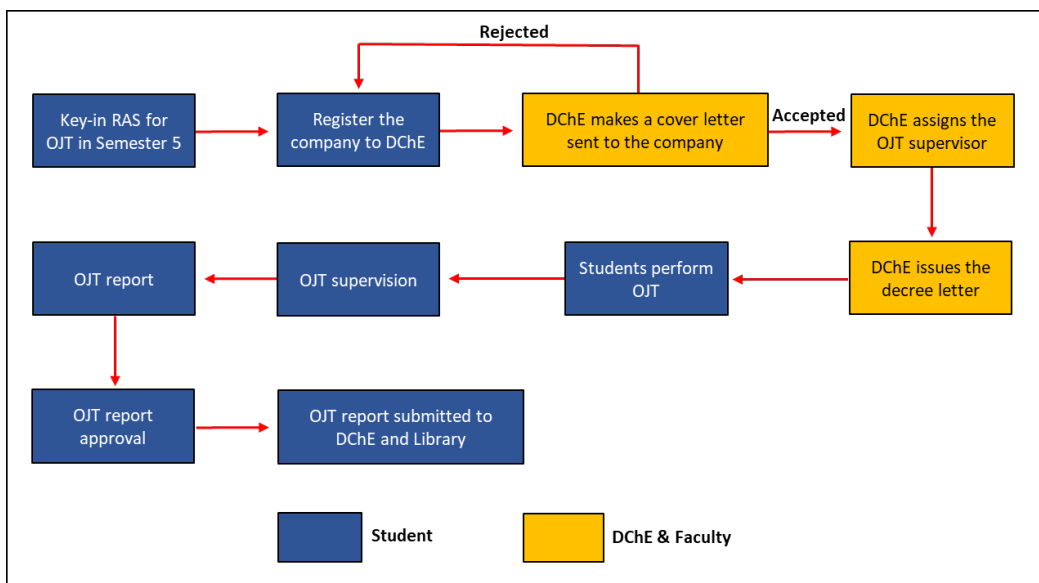 Rejected
Key-in RAS for
OJT in Semester 5
Register the
company to DChE
DChE makes a cover letter
sent to the company
Accepted
DChE assigns the
OJT supervisor
OJT report
OJT supervision
Students perform
OJT
DChE issues the
decree letter
OJT report
approval
OJT report submitted to
DChE and Library
Student
DChE & Faculty